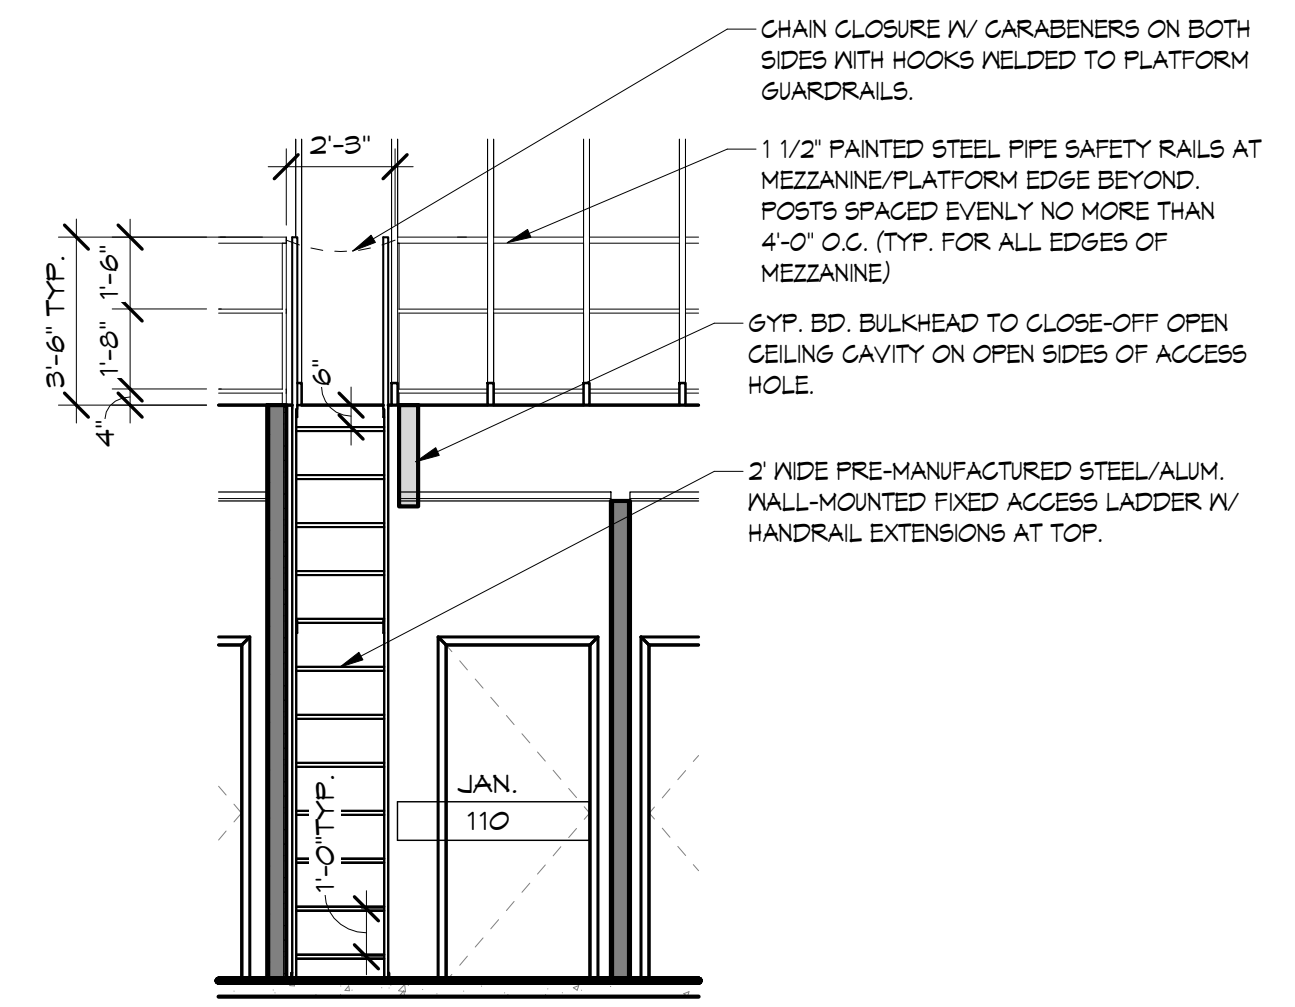 CHAIN CLOSURE W/ CARABENERS ON BOTH
SIDES WITH HOOKS WELDED TO PLATFORM
GUARDRAILS.
2'-3"
1 1/2" PAINTED STEEL PIPE SAFETY RAILS AT
MEZZANINE/PLATFORM EDGE BEYOND.
POSTS SPACED EVENLY NO MORE THAN
4'-0" O.C. (TYP. FOR ALL EDGES OF
MEZZANINE)
3'-6" TYP.
1'-6"
1'-8"
4"
6"
GYP. BD. BULKHEAD TO CLOSE-OFF OPEN
CEILING CAVITY ON OPEN SIDES OF ACCESS
HOLE.
2' WIDE PRE-MANUFACTURED STEEL/ALUM.
WALL-MOUNTED FIXED ACCESS LADDER W/
HANDRAIL EXTENSIONS AT TOP.
1'-0"TYP.
JAN.
110